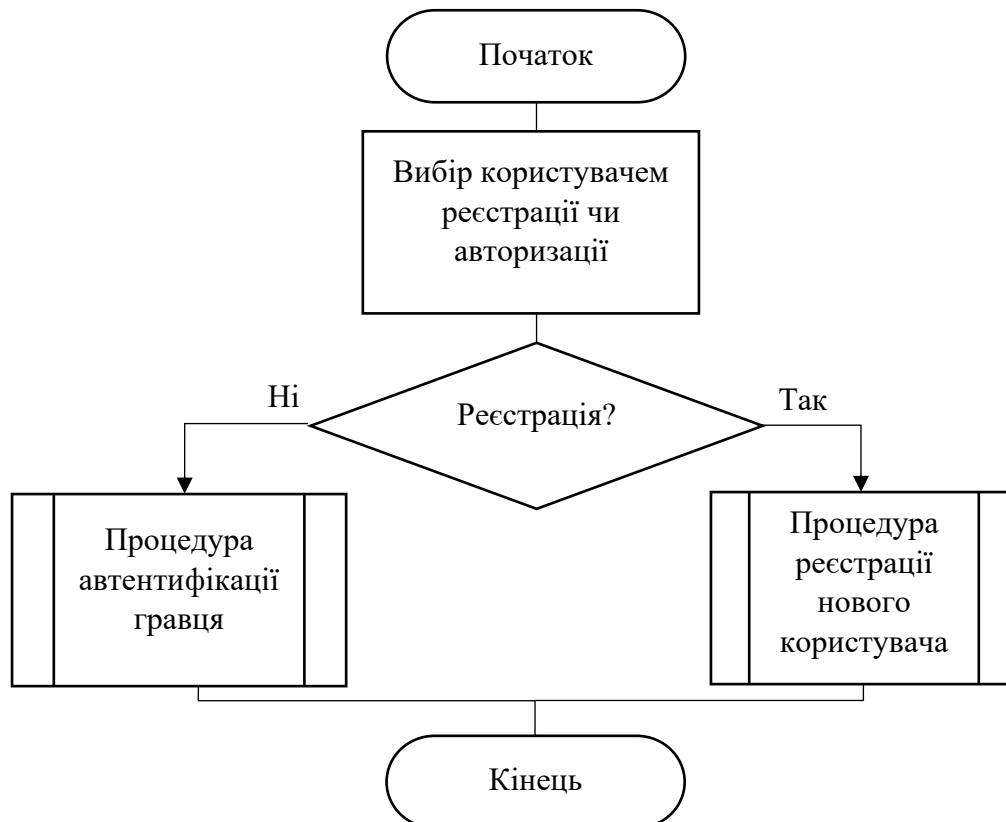 Початок
Вибір користувачем
реєстрації чи
авторизації
Реєстрація?
Ні
Так
Процедура
автентифікації
гравця
Процедура
реєстрації
нового
користувача
Кінець